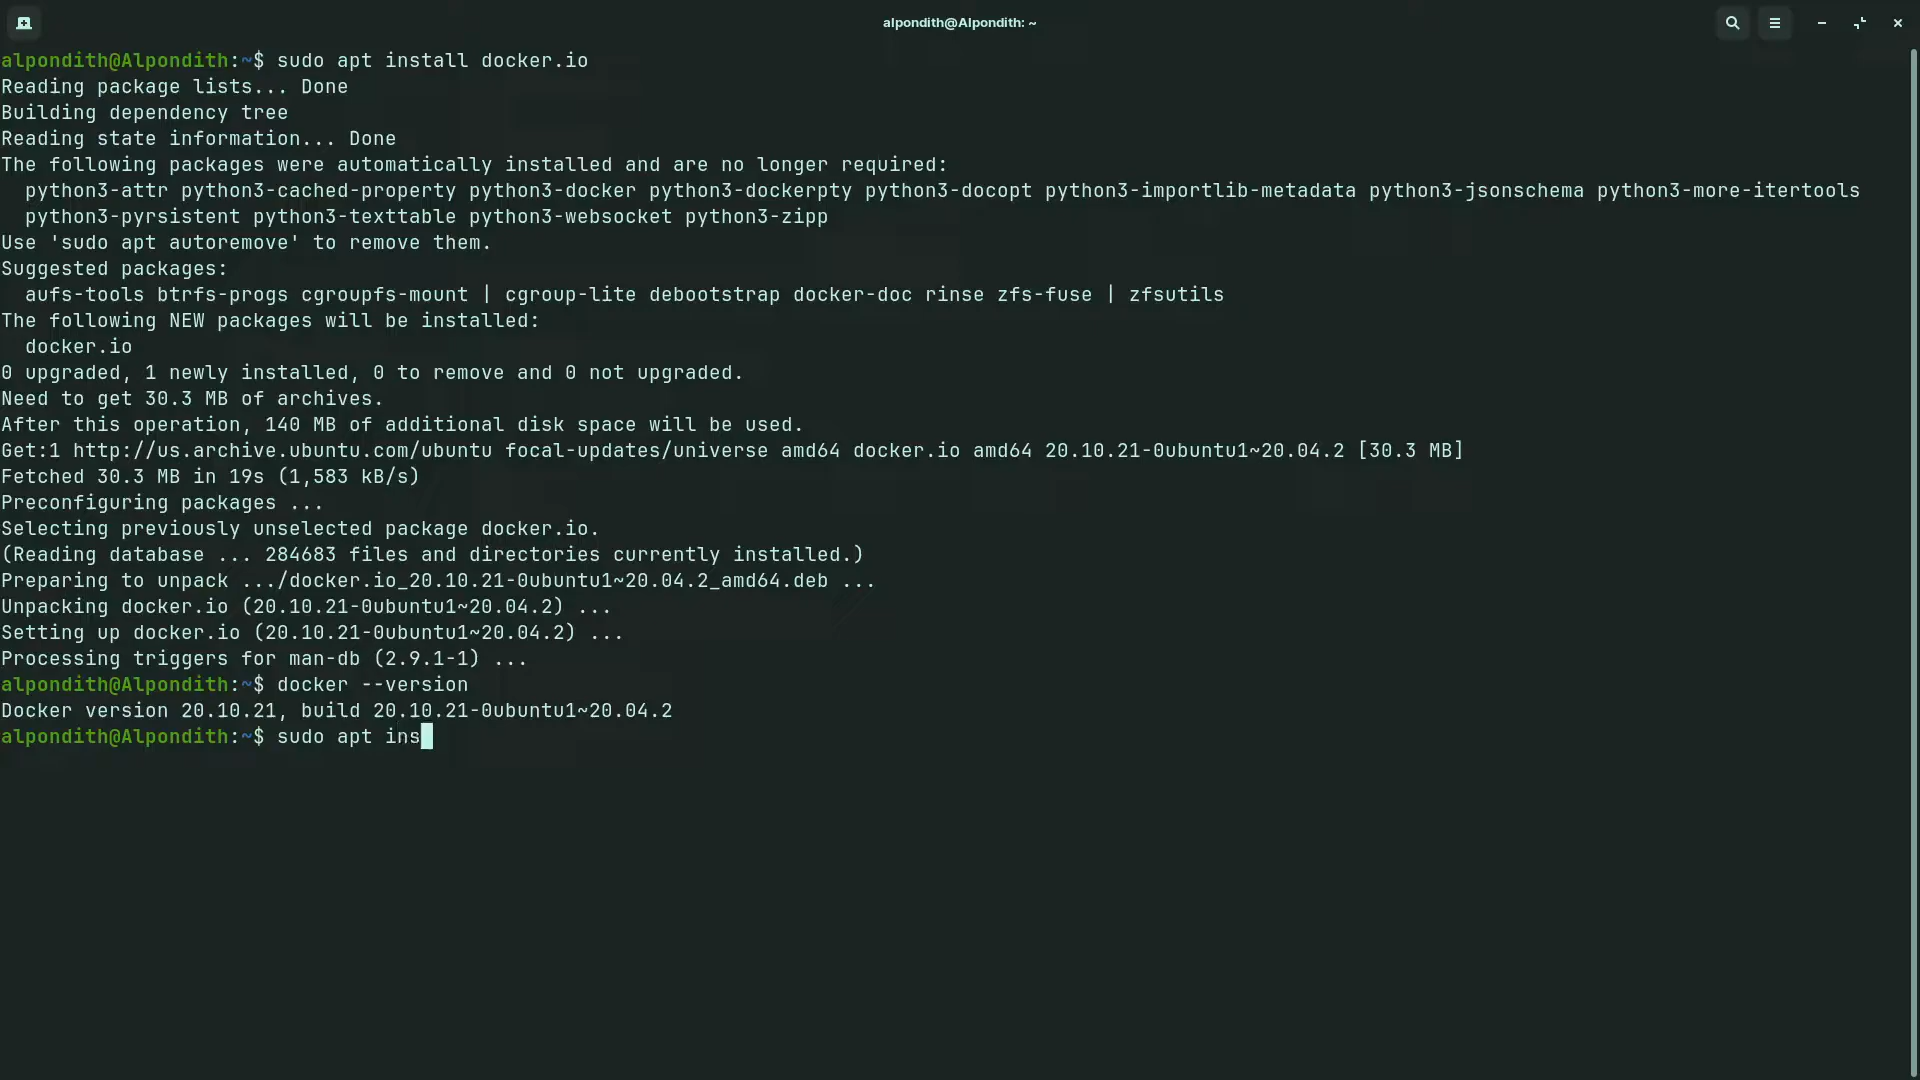 alpondith@Alpondith: ~
alpondith@Alpondith:~$ sudo apt install docker.io
Reading package lists... Done
Building dependency tree
Reading state information... Done
The following packages were automatically installed and are no longer required:
  python3-attr python3-cached-property python3-docker python3-dockerpty python3-docopt python3-importlib-metadata python3-jsonschema python3-more-itertools
  python3-pyrsistent python3-texttable python3-websocket python3-zipp
Use 'sudo apt autoremove' to remove them.
Suggested packages:
  aufs-tools btrfs-progs cgroupfs-mount | cgroup-lite debootstrap docker-doc rinse zfs-fuse | zfsutils
The following NEW packages will be installed:
  docker.io
0 upgraded, 1 newly installed, 0 to remove and 0 not upgraded.
Need to get 30.3 MB of archives.
After this operation, 140 MB of additional disk space will be used.
Get:1 http://us.archive.ubuntu.com/ubuntu focal-updates/universe amd64 docker.io amd64 20.10.21-0ubuntu1~20.04.2 [30.3 MB]
Fetched 30.3 MB in 19s (1,583 kB/s)
Preconfiguring packages ...
Selecting previously unselected package docker.io.
(Reading database ... 284683 files and directories currently installed.)
Preparing to unpack .../docker.io_20.10.21-0ubuntu1~20.04.2_amd64.deb ...
Unpacking docker.io (20.10.21-0ubuntu1~20.04.2) ...
Setting up docker.io (20.10.21-0ubuntu1~20.04.2) ...
Processing triggers for man-db (2.9.1-1) ...
alpondith@Alpondith:~$ docker --version
Docker version 20.10.21, build 20.10.21-0ubuntu1~20.04.2
alpondith@Alpondith:~$ sudo apt ins